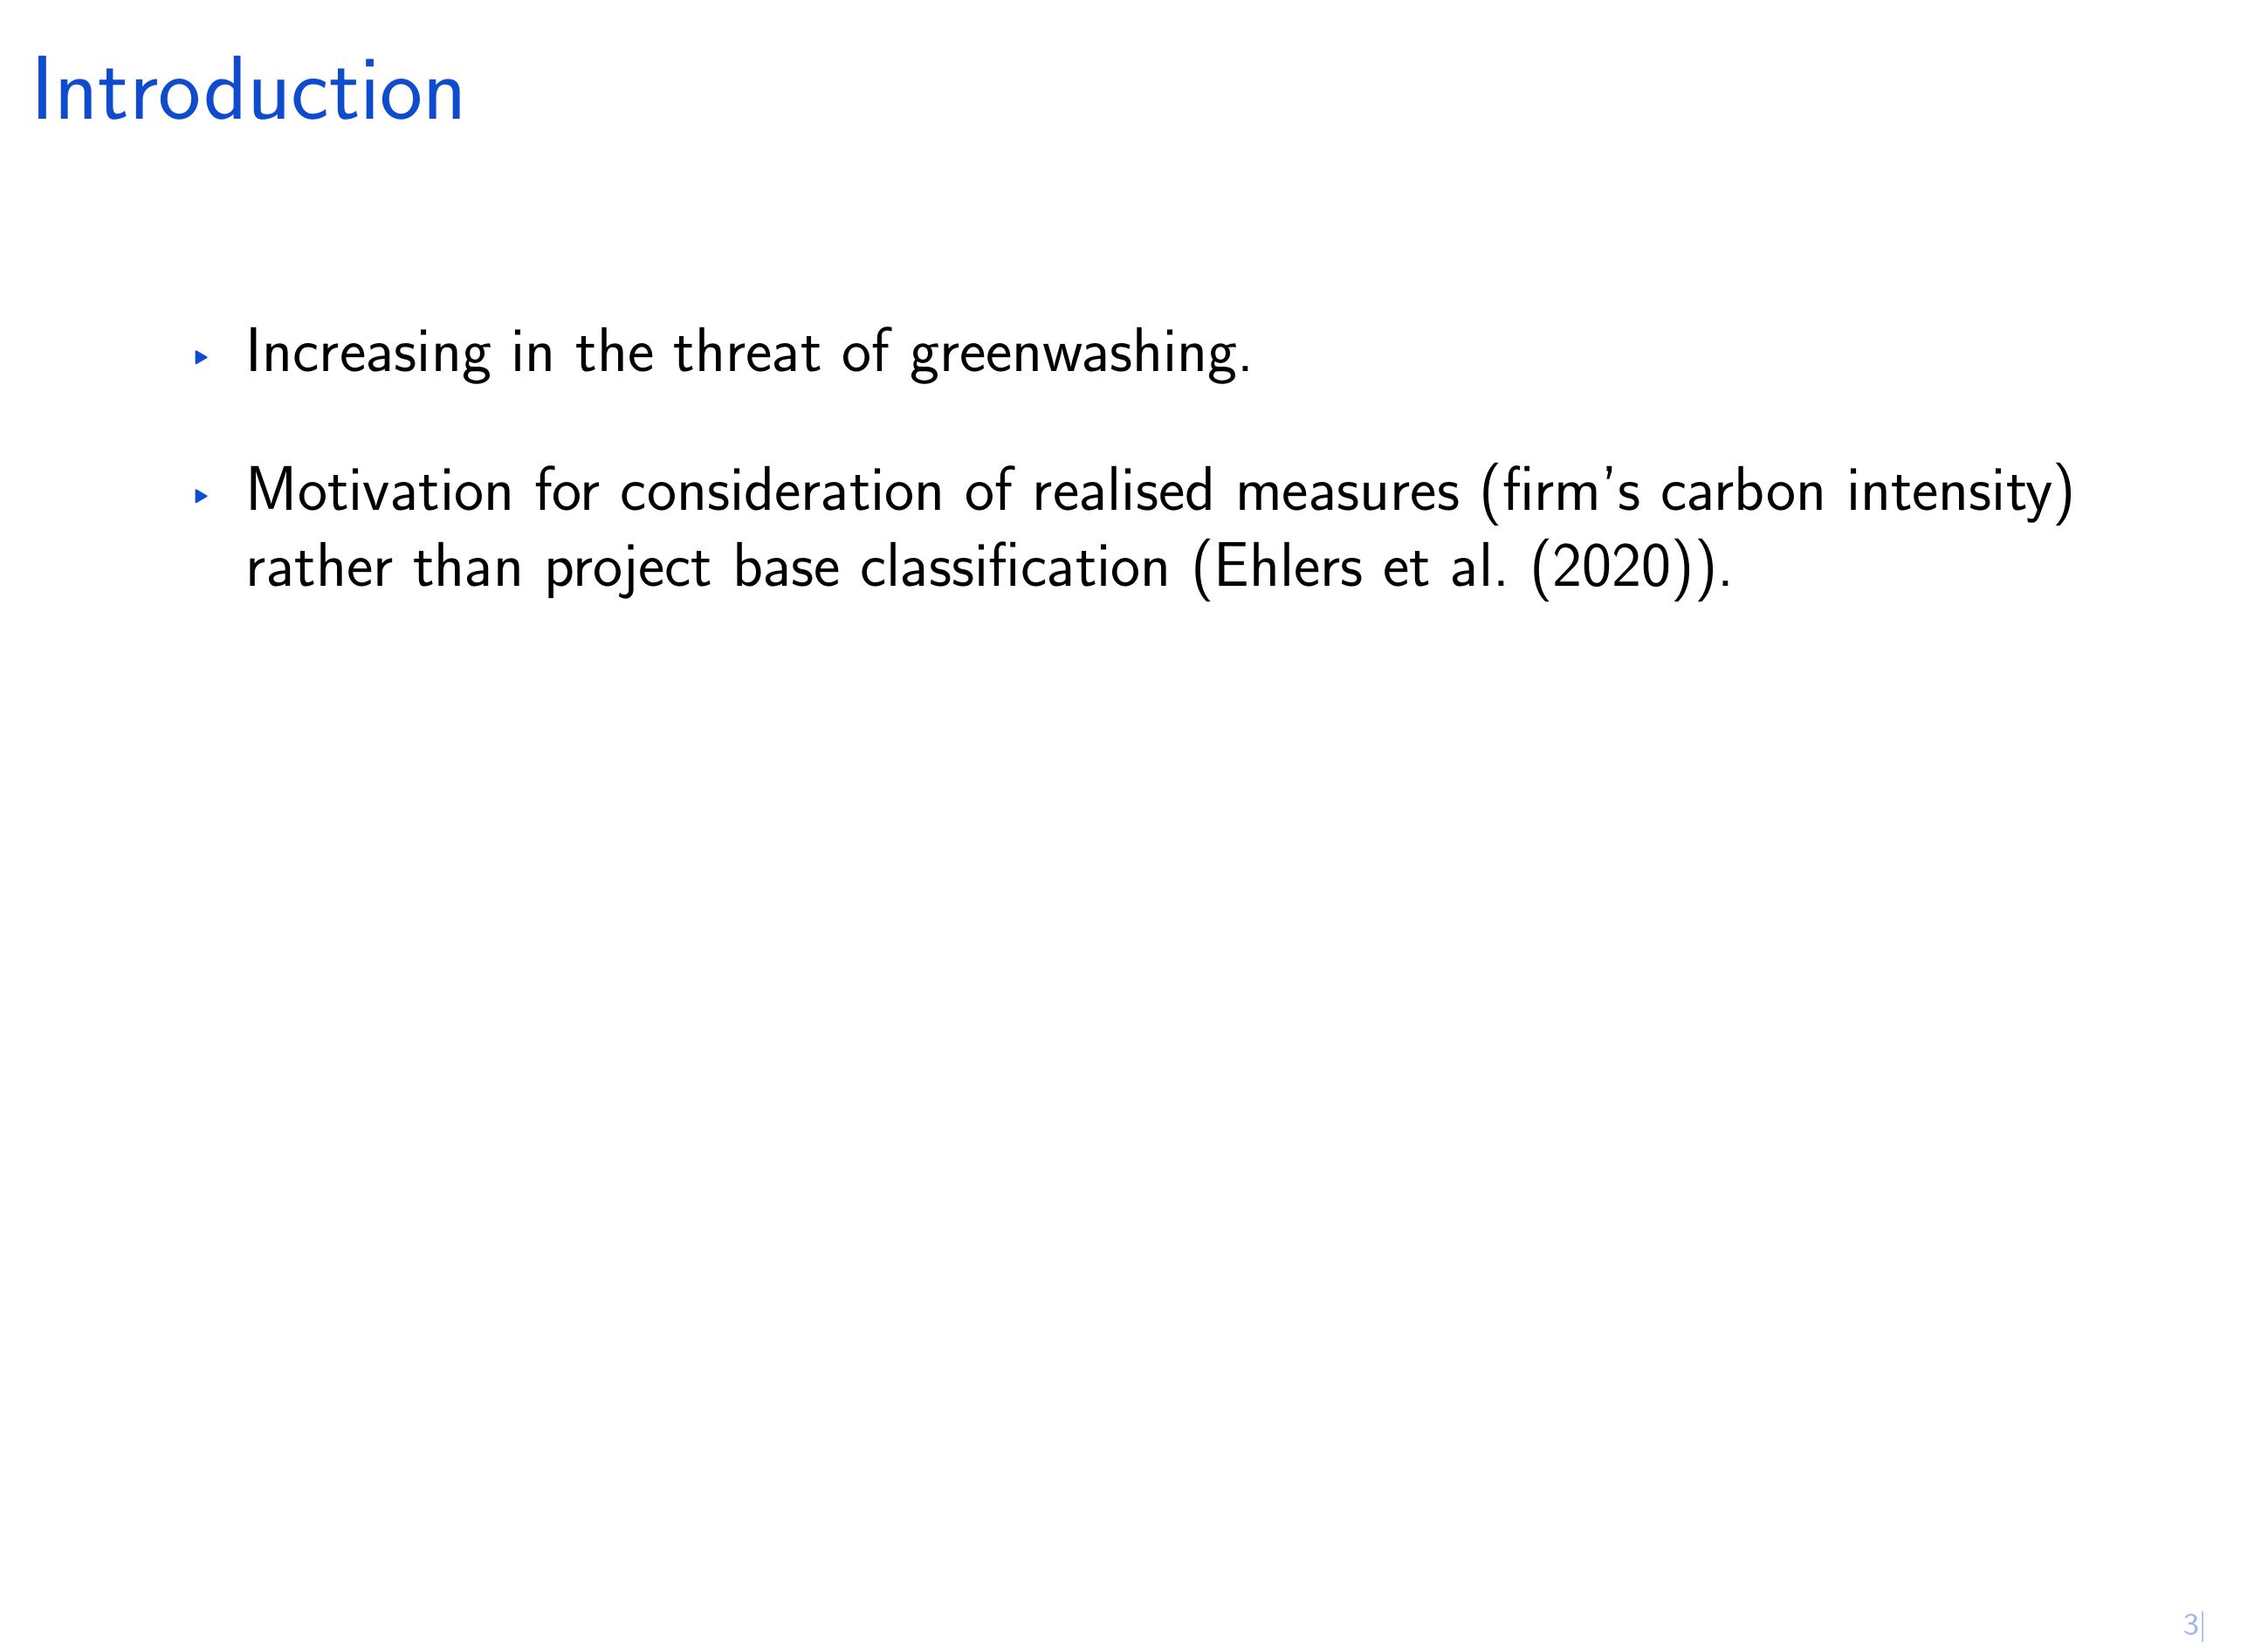 Introduction
▸ Increasing in the threat of greenwashing.
▸ Motivation for consideration of realised measures (firm's carbon intensity)
rather than project base classification (Ehlers et al. (2020)).
3|